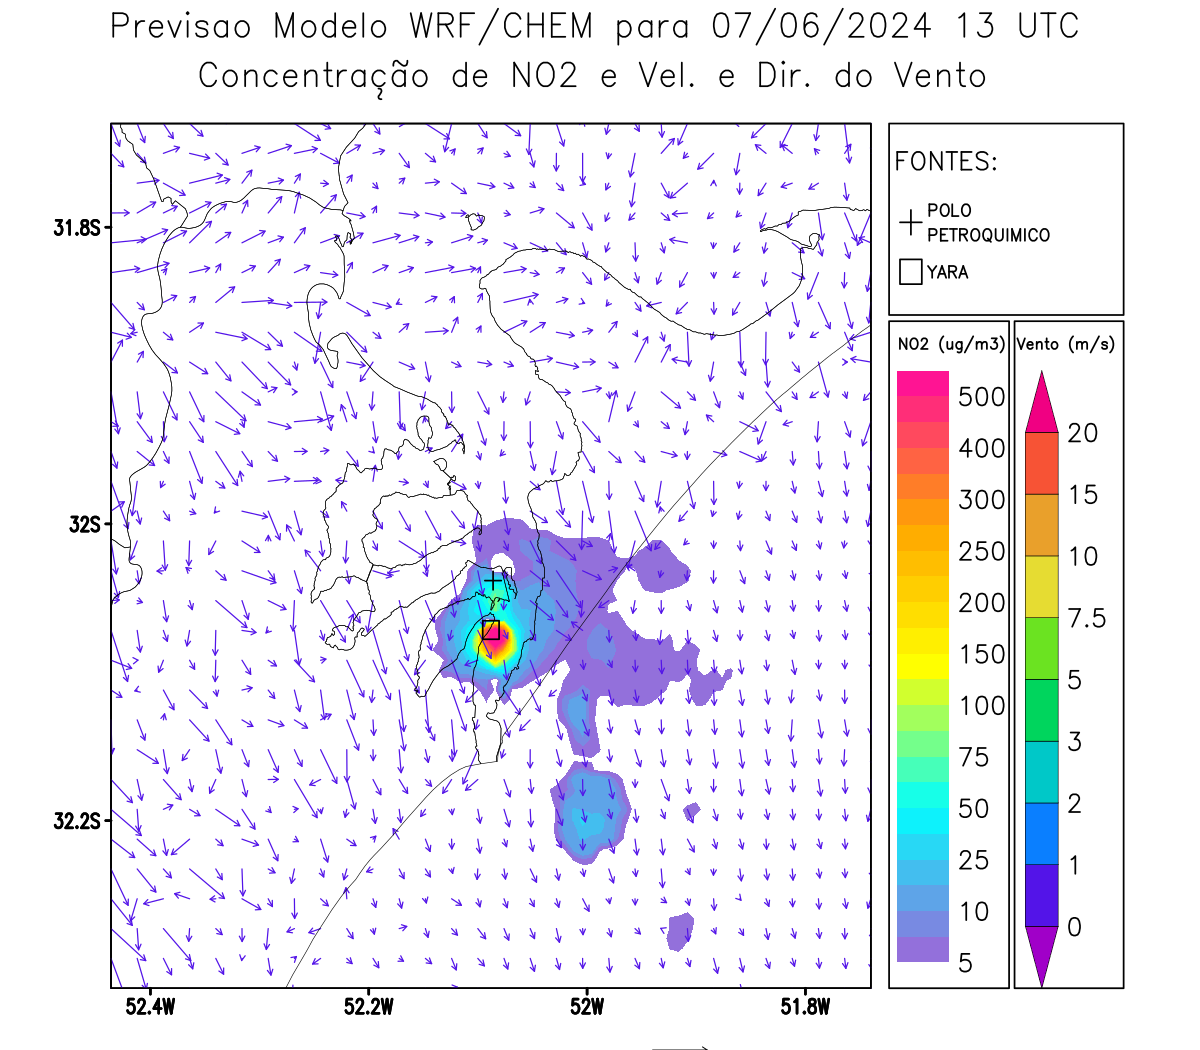 Previsao Modelo WRF/CHEM para 07/06/2024 13 UTC
Concentração de NO2 e Vel. e Dir. do Vento
FONTES:
POLO
PETROQUIMICO
YARA
31.8S
32S
32.2S
52.4W
52.2W
52W
51.8W
NO2 (ug/m3)
500
400
300
250
200
150
100
75
50
25
10
5
Vento (m/s)
20
15
10
7.5
5
3
2
1
0